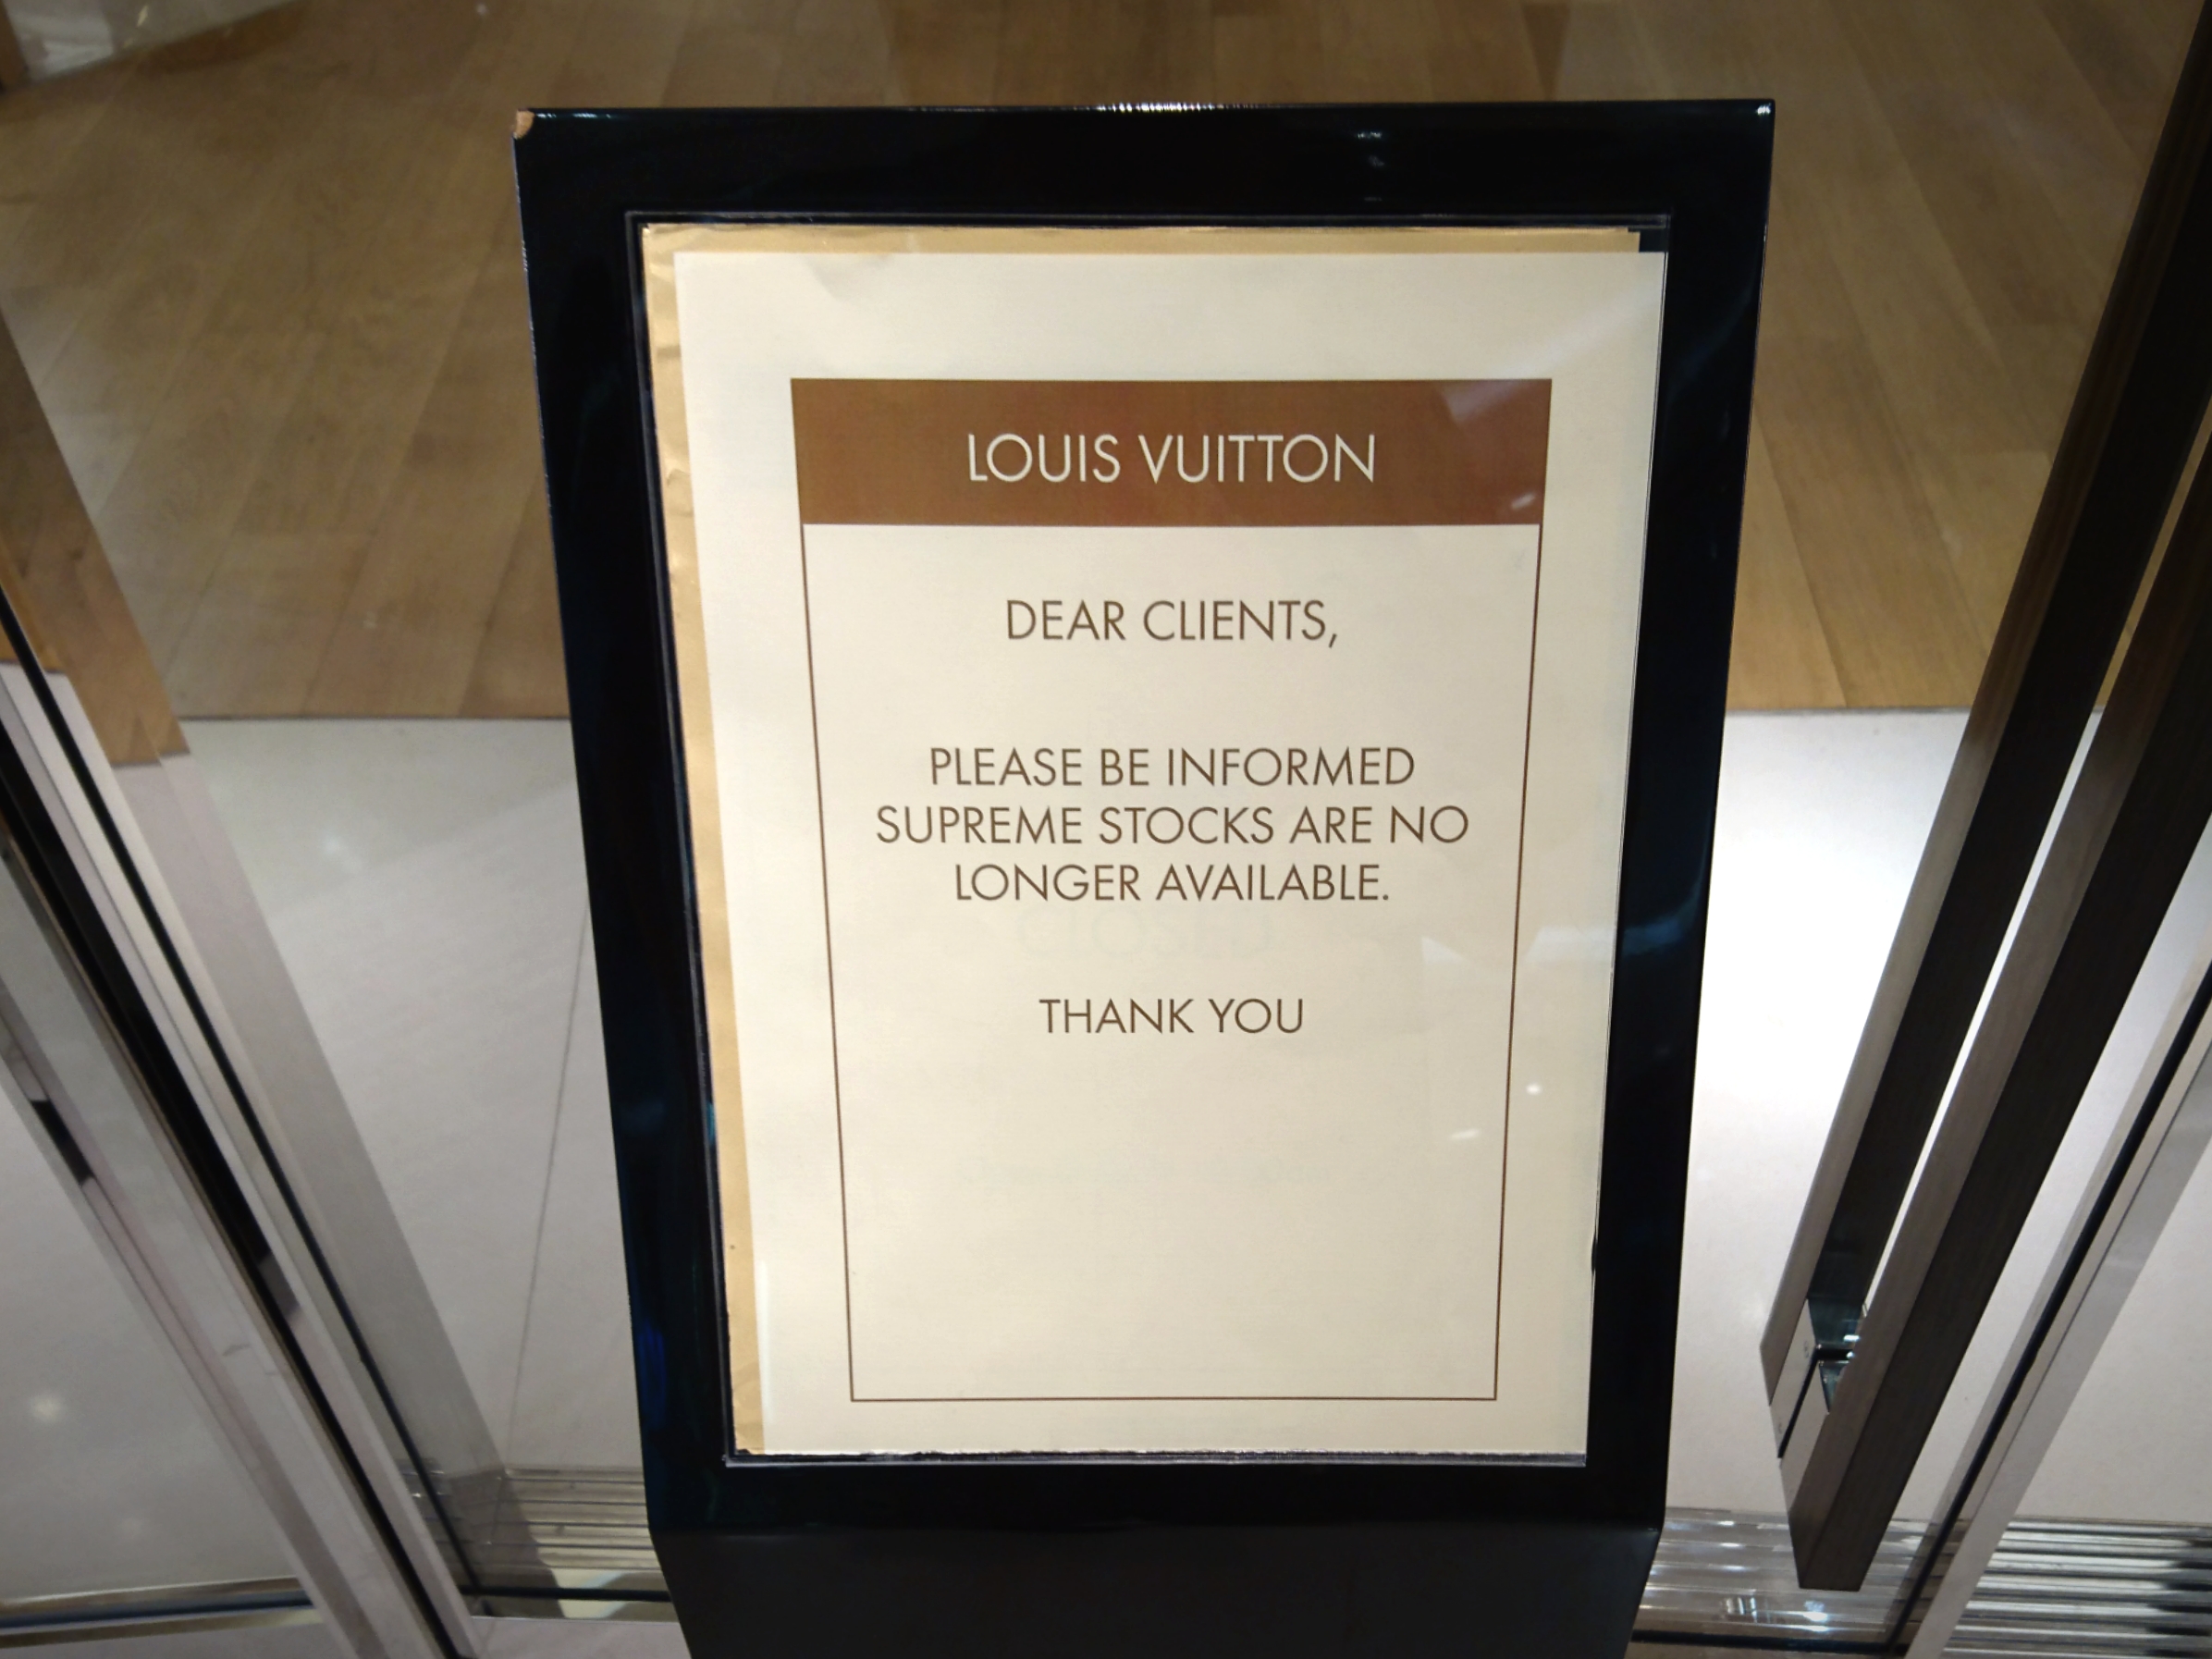 LOUIS VUITTON
DEAR CLIENTS,
PLEASE BE INFORMED
SUPREME STOCKS ARE NO
LONGER AVAILABLE.
THANK YOU